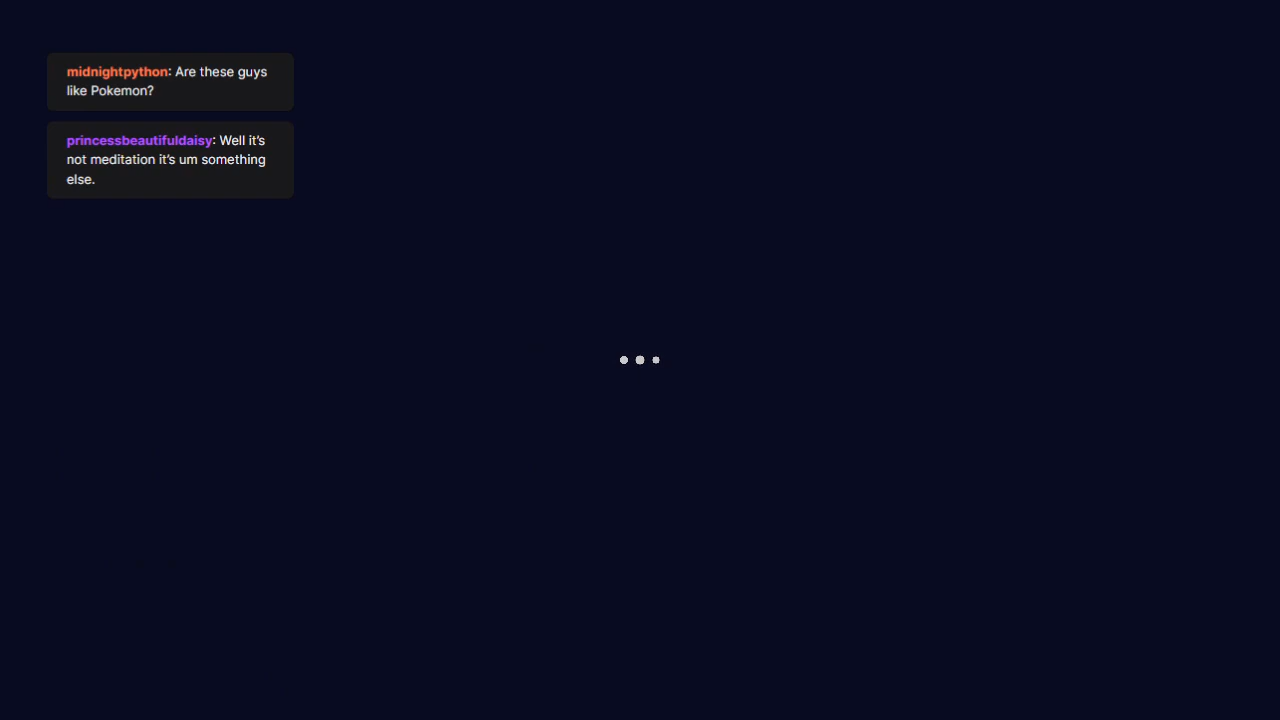 midnightpython: Are these guys
like Pokemon?
princessbeautifuldaisy: Well it's
not meditation it's um something
else.